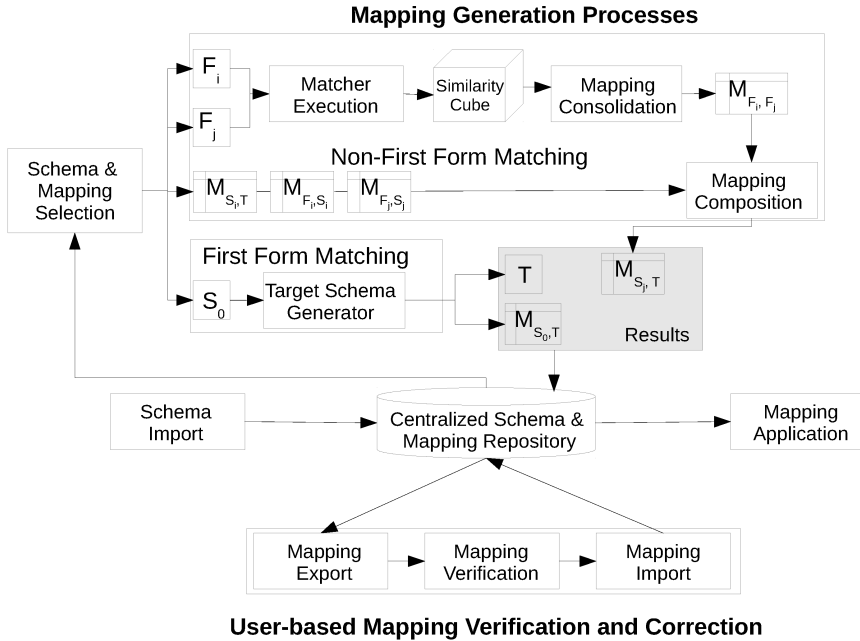 Mapping Generation Processes
F_i
Matcher
Execution
Similarity
Cube
Mapping
Consolidation
M_{F_i, F_j}
F_j
Non-First Form Matching
Schema &
Mapping
Selection
M_{S_i,T}
M_{F_i,S_i}
M_{F_j,S_j}
Mapping
Composition
First Form Matching
S_0
Target Schema
Generator
T
M_{S_j, T}
M_{S_0,T}
Results
Schema
Import
Centralized Schema &
Mapping Repository
Mapping
Application
Mapping
Export
Mapping
Verification
Mapping
Import
User-based Mapping Verification and Correction